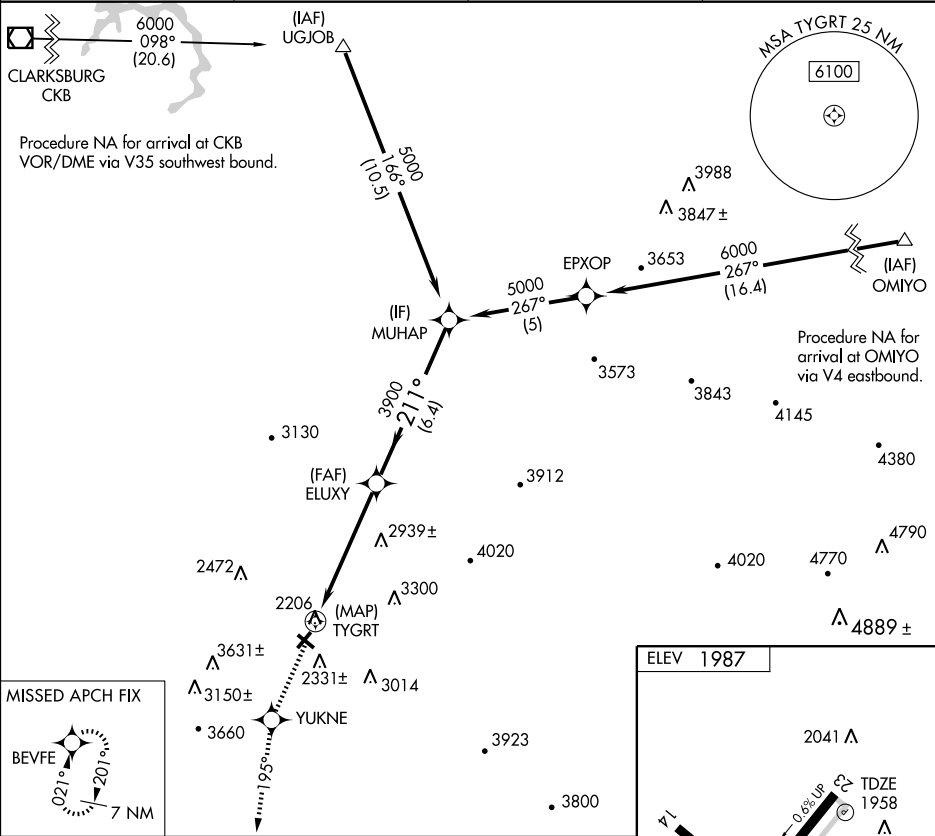 6000
098°
(20.6)
CLARKSBURG
CKB
(IAF)
UGJOB
MSA TYGRT 25 NM
6100
Procedure NA for arrival at CKB
VOR/DME via V35 southwest bound.
5000
166°
(10.5)
3988
3847±
3653
EPXOP
6000
267°
(16.4)
(IAF)
OMIYO
5000
267°
(5)
(IF)
MUHAP
Procedure NA for
arrival at OMIYO
via V4 eastbound.
3573
3843
4145
3900
211°
(6.4)
3130
4380
(FAF)
ELUXY
3912
2939±
4020
4790
4020
4770
2472
3300
2206
(MAP)
TYGRT
4889±
3631±
2331±
3014
3150±
ELEV 1987
MISSED APCH FIX
BEVFE
021°
201°
7 NM
YUKNE
3660
195°
3923
3800
2041
23
TDZE
1958
0.6% UP
14